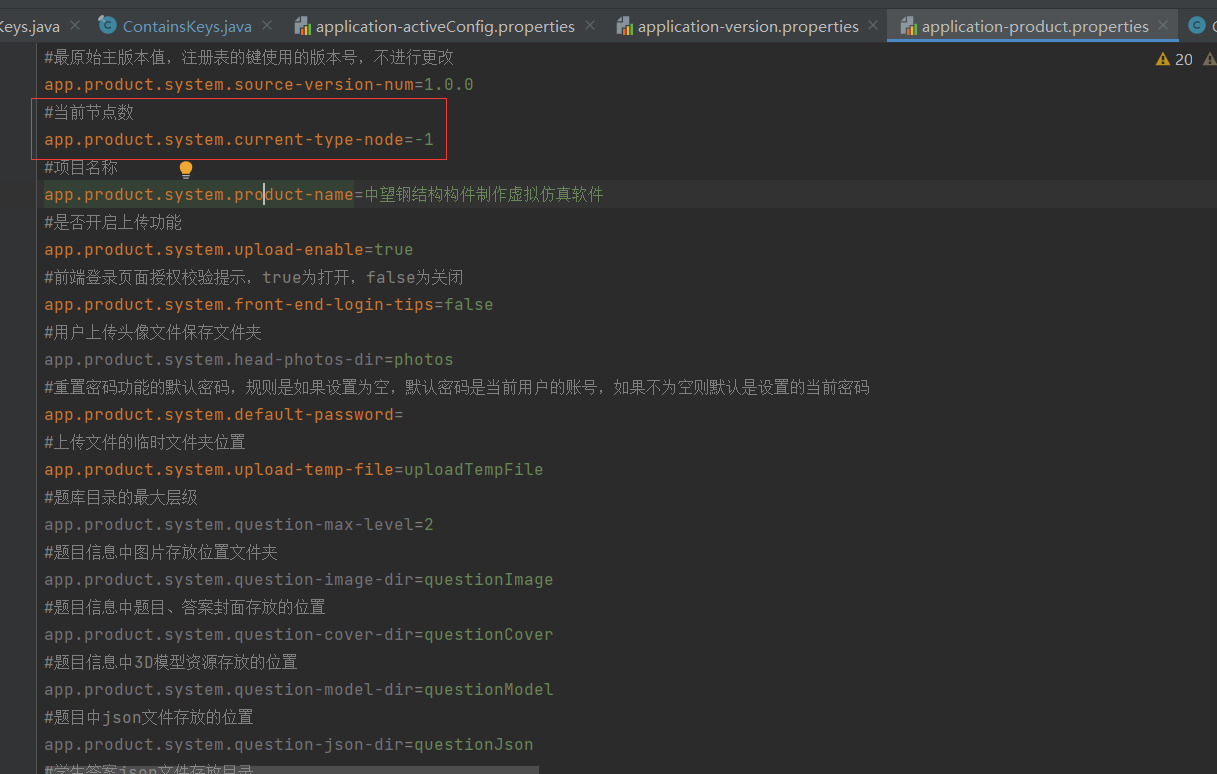 Keys.java
ContainsKeys.java
application-activeConfig.properties
application-version.properties
application-product.properties
20
#最原始主版本值，注册表的键使用的版本号，不进行更改
app.product.system.source-version-num=1.0.0
#当前节点数
app.product.system.current-type-node=-1
#项目名称
app.product.system.product-name=中望钢结构构件制作虚拟仿真软件
#是否开启上传功能
app.product.system.upload-enable=true
#前端登录页面授权校验提示，true为打开，false为关闭
app.product.system.front-end-login-tips=false
#用户上传头像文件保存文件夹
app.product.system.head-photos-dir=photos
#重置密码功能的默认密码，规则是如果设置为空，默认密码是当前用户的账号，如果不为空则默认是设置的当前密码
app.product.system.default-password=
#上传文件的临时文件夹位置
app.product.system.upload-temp-file=uploadTempFile
#题库目录的最大层级
app.product.system.question-max-level=2
#题目信息中图片存放位置文件夹
app.product.system.question-image-dir=questionImage
#题目信息中题目、答案封面存放的位置
app.product.system.question-cover-dir=questionCover
#题目信息中3D模型资源存放的位置
app.product.system.question-model-dir=questionModel
#题目中json文件存放的位置
app.product.system.question-json-dir=questionJson
#学生答案json文件存放目录